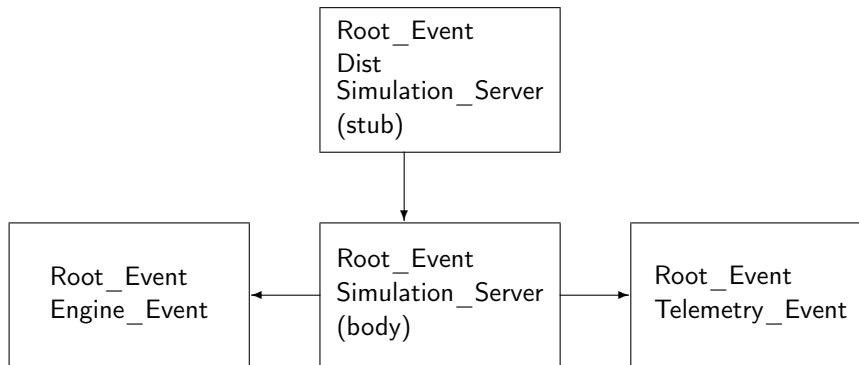 Root_Event
Dist
Simulation_Server
(stub)
Root_Event
Engine_Event
Root_Event
Simulation_Server
(body)
Root_Event
Telemetry_Event